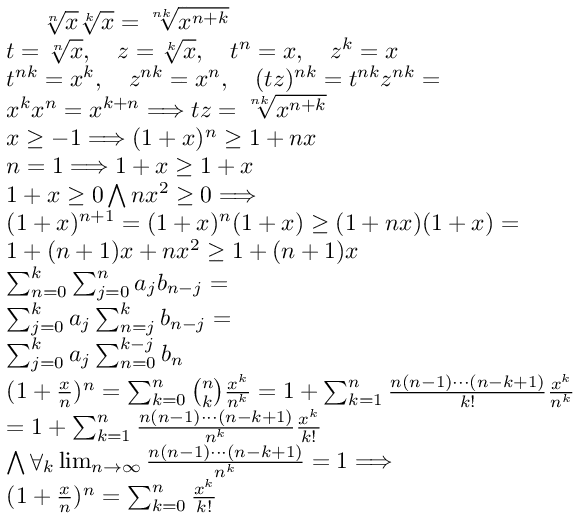 \sqrt[n]{x}\sqrt[k]{x} = \sqrt[nk]{x^{n+k}}
t = \sqrt[n]{x}, \quad z = \sqrt[k]{x}, \quad t^n = x, \quad z^k = x
t^{nk} = x^k, \quad z^{nk} = x^n, \quad (tz)^{nk} = t^{nk}z^{nk} =
x^k x^n = x^{k+n} \Longrightarrow tz = \sqrt[nk]{x^{n+k}}
x \geq -1 \Longrightarrow (1+x)^n \geq 1+nx
n = 1 \Longrightarrow 1+x \geq 1+x
1+x \geq 0 \bigwedge nx^2 \geq 0 \Longrightarrow
(1+x)^{n+1} = (1+x)^n(1+x) \geq (1+nx)(1+x) =
1+(n+1)x+nx^2 \geq 1+(n+1)x
\sum_{n=0}^{k} \sum_{j=0}^{n} a_j b_{n-j} =
\sum_{j=0}^{k} a_j \sum_{n=j}^{k} b_{n-j} =
\sum_{j=0}^{k} a_j \sum_{n=0}^{k-j} b_n
(1+\frac{x}{n})^n = \sum_{k=0}^{n} \binom{n}{k} \frac{x^k}{n^k} = 1 + \sum_{k=1}^{n} \frac{n(n-1)\cdots(n-k+1)}{k!} \frac{x^k}{n^k}
= 1 + \sum_{k=1}^{n} \frac{n(n-1)\cdots(n-k+1)}{n^k} \frac{x^k}{k!}
\bigwedge \forall_k \lim_{n\to\infty} \frac{n(n-1)\cdots(n-k+1)}{n^k} = 1 \Longrightarrow
(1+\frac{x}{n})^n = \sum_{k=0}^{n} \frac{x^k}{k!}